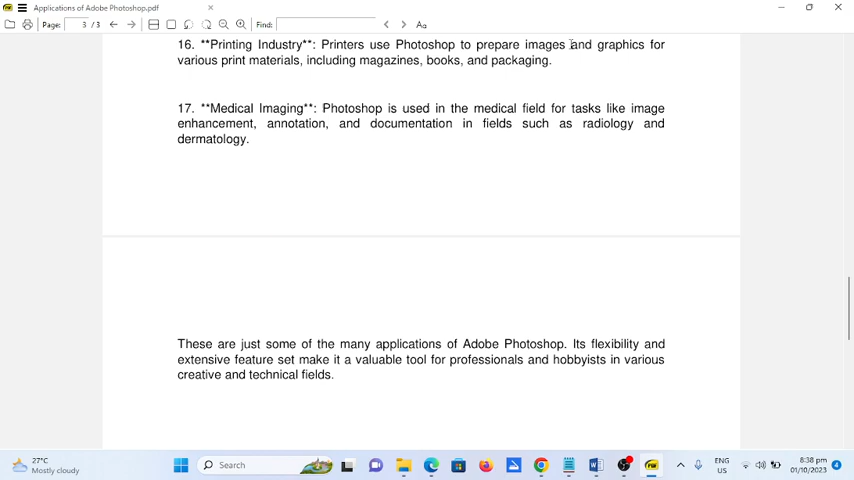 Applications of Adobe Photoshop.pdf
Page: 3 / 3 Find: Aa
16. **Printing Industry**: Printers use Photoshop to prepare images and graphics for
various print materials, including magazines, books, and packaging.
17. **Medical Imaging**: Photoshop is used in the medical field for tasks like image
enhancement, annotation, and documentation in fields such as radiology and
dermatology.
These are just some of the many applications of Adobe Photoshop. Its flexibility and
extensive feature set make it a valuable tool for professionals and hobbyists in various
creative and technical fields.
27°C
Mostly cloudy
Search
ENG
US
8:38 pm
01/10/2023
4